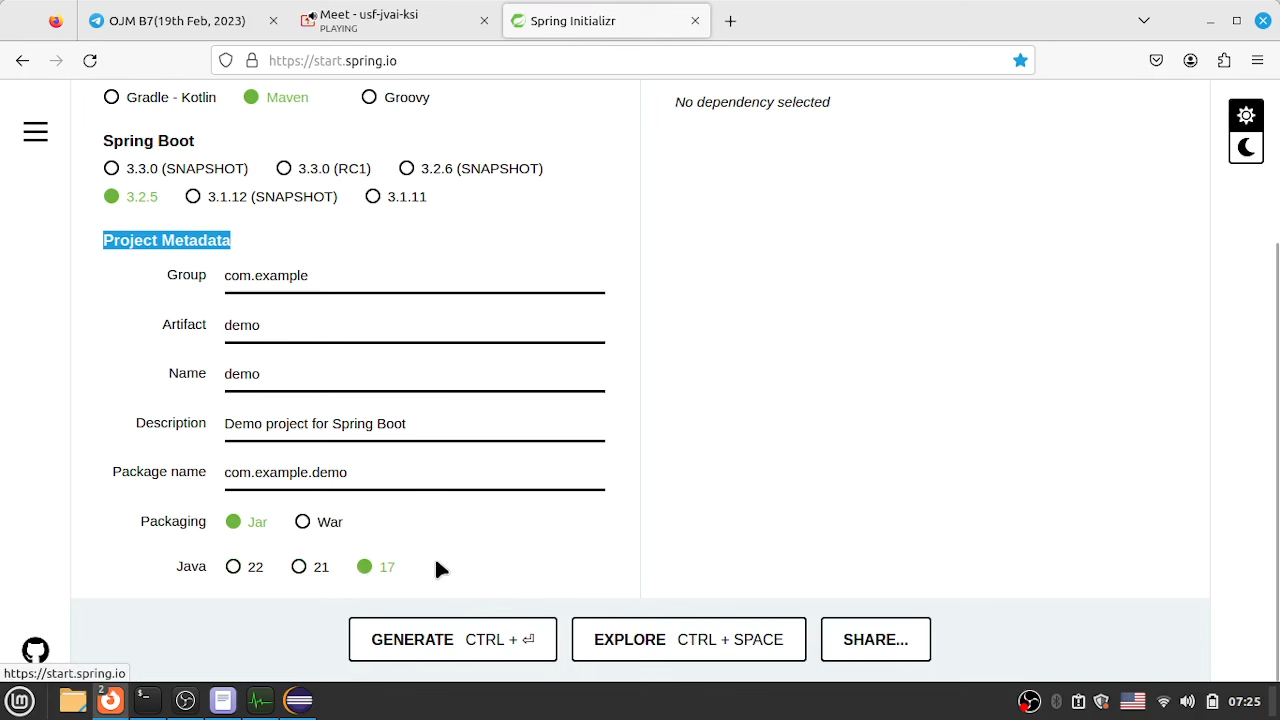 OJM B7(19th Feb, 2023)
Meet - usf-jvai-ksi
PLAYING
Spring Initializr
https://start.spring.io
Gradle - Kotlin Maven Groovy
No dependency selected
Spring Boot
3.3.0 (SNAPSHOT) 3.3.0 (RC1) 3.2.6 (SNAPSHOT)
3.2.5 3.1.12 (SNAPSHOT) 3.1.11
Project Metadata
Group com.example
Artifact demo
Name demo
Description Demo project for Spring Boot
Package name com.example.demo
Packaging Jar War
Java 22 21 17
GENERATE CTRL + ⏎ EXPLORE CTRL + SPACE SHARE...
https://start.spring.io
2
07:25